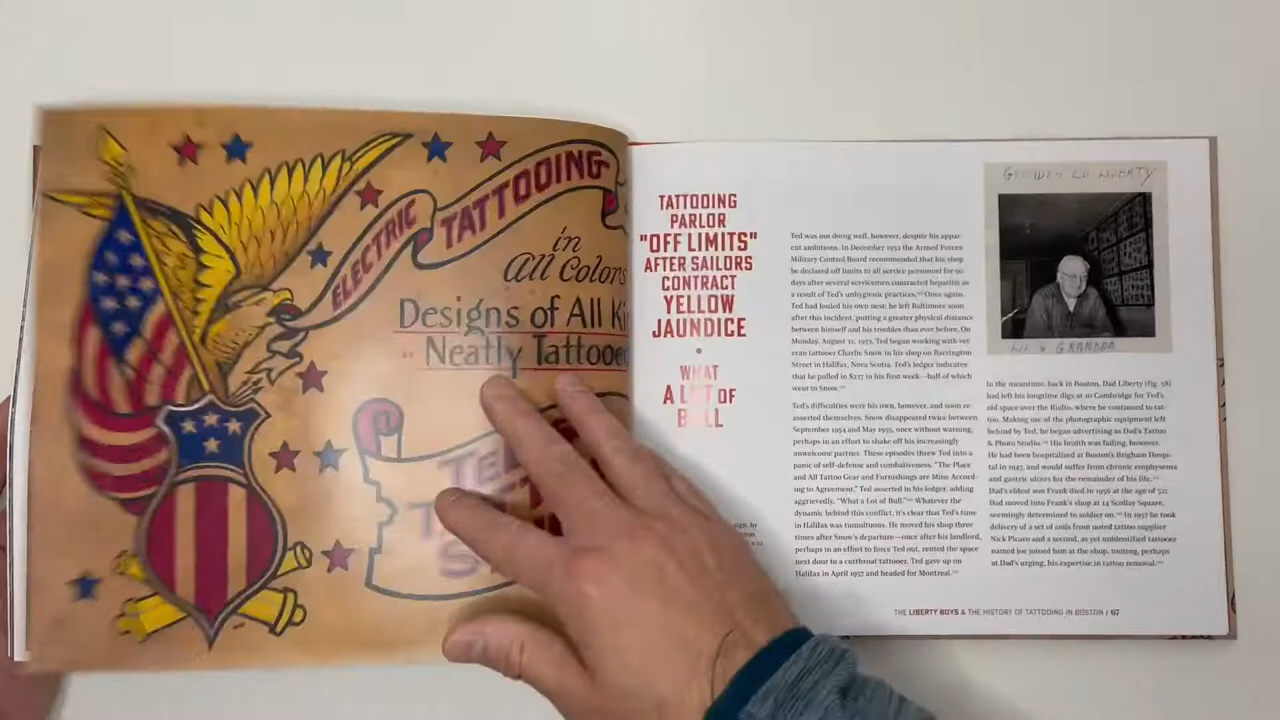 ELECTRIC TATTOOING
in
All Colors
Designs of All
Neatly Tattooed
TATTOOING
PARLOR
"OFF LIMITS"
AFTER SAILORS
CONTRACT
YELLOW
JAUNDICE
•
WHAT
A LOT OF
BULL
Ted was not doing well, however, despite his appar-
ent ambitions. In December 1952 the Armed Forces
Military Control Board recommended that his shop
be declared off limits to all service personnel for 90
days after several servicemen contracted hepatitis as
a result of Ted's unhygienic practices. Once again,
Ted had fouled his own nest; he left Baltimore soon
after this incident, putting a greater physical distance
between himself and his troubles than ever before. On
Monday, August 31, 1953, Ted began working with vet-
eran tattooer Charlie Snow in his shop on Barrington
Street in Halifax, Nova Scotia. Ted's ledger indicates
that he pulled in $237 in his first week—half of which
went to Snow.
Ted's difficulties were his own, however, and soon re-
asserted themselves. Snow disappeared twice between
September 1954 and May 1955, once without warning,
perhaps in an effort to shake off his increasingly
unwelcome partner. These episodes threw Ted into a
panic of self-defense and combativeness. "The Place
and All Tattoo Gear and Furnishings are Mine Accord-
ing to Agreement," Ted asserted in his ledger, adding
aggrievedly, "What a Lot of Bull." Whatever the
dynamic behind this conflict, it's clear that Ted's time
in Halifax was tumultuous. He moved his shop three
times after Snow's departure—once after his landlord,
perhaps in an effort to force Ted out, rented the space
next door to a cutthroat tattooer. Ted gave up on
Halifax in April 1957 and headed for Montreal.
LIBERTY
GRANDPA
In the meantime, back in Boston, Dad Liberty (fig. 58)
had left his longtime digs at 10 Cambridge for Ted's
old space over the Rialto, where he continued to tat-
too. Making use of the photographic equipment left
behind by Ted, he began advertising as Dad's Tattoo
& Photo Studio. His health was failing, however.
He had been hospitalized at Boston's Brigham Hospi-
tal in 1947, and would suffer from chronic emphysema
and gastric ulcers for the remainder of his life.
Dad's eldest son Frank died in 1956 at the age of 52;
Dad moved into Frank's shop at 14 Scollay Square,
seemingly determined to soldier on. In 1957 he took
delivery of a set of coils from noted tattoo supplier
Nick Picaro and a second, as yet unidentified tattooer
named Joe joined him at the shop, touting, perhaps
at Dad's urging, his expertise in tattoo removal.
THE LIBERTY BOYS & THE HISTORY OF TATTOOING IN BOSTON / 67